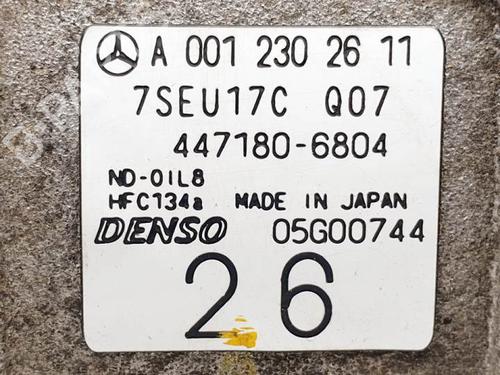 A 001 230 26 11
7SEU17C Q07
447180-6804
ND-OIL8
HFC134a MADE IN JAPAN
DENSO 05G00744
26